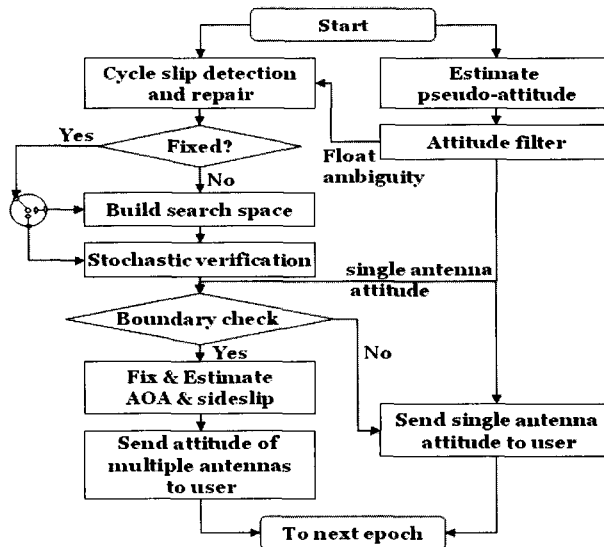 Start
Cycle slip detection
and repair
Estimate
pseudo-attitude
Yes
Fixed?
Float
ambiguity
Attitude filter
No
Build search space
Stochastic verification
single antenna
attitude
Boundary check
Yes
No
Fix & Estimate
AOA & sideslip
Send attitude of
multiple antennas
to user
Send single antenna
attitude to user
To next epoch